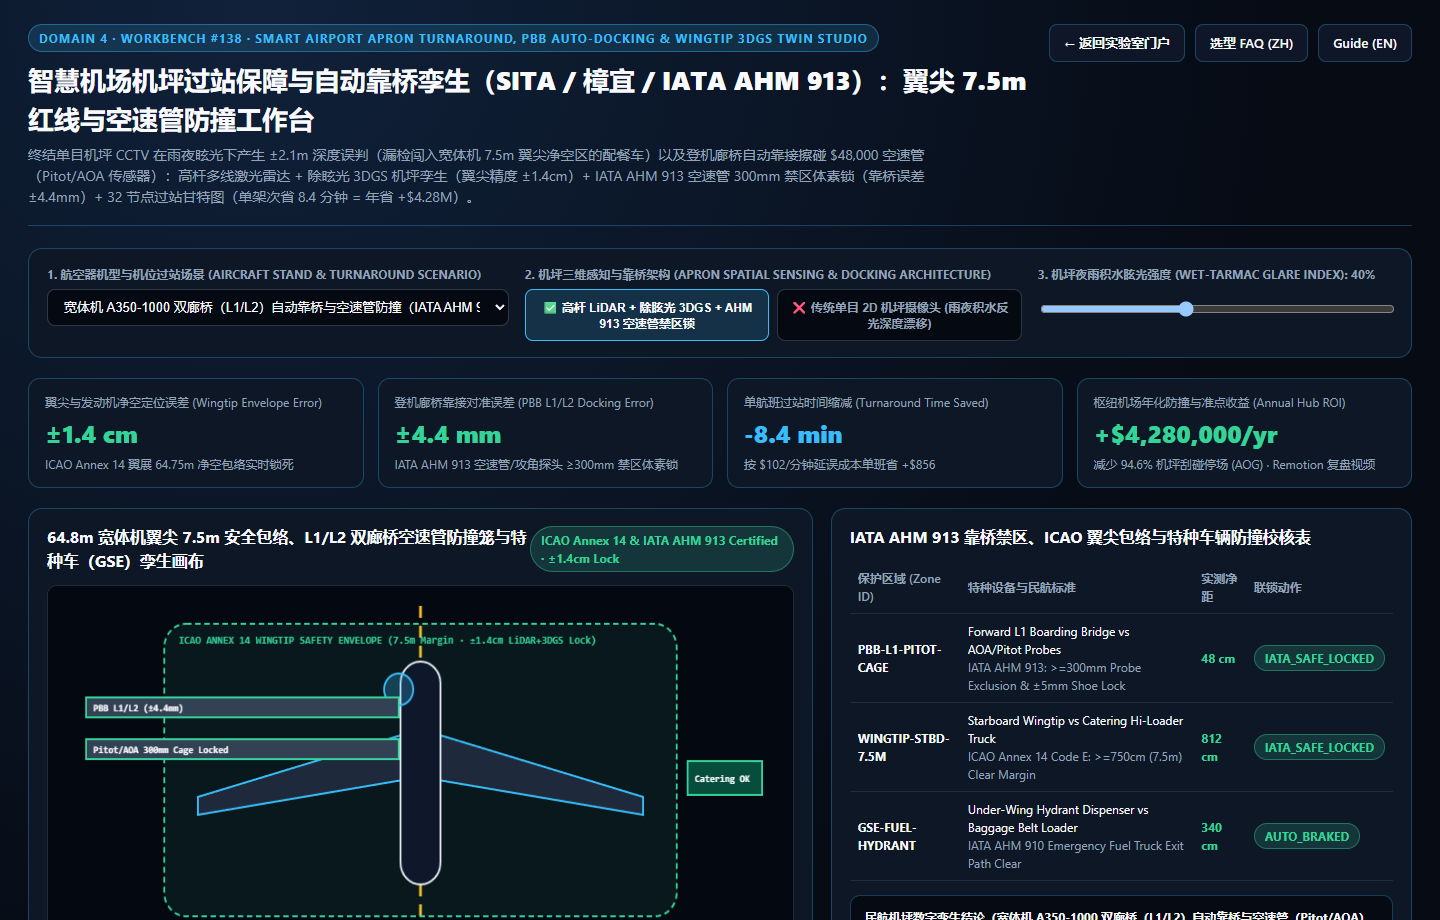 DOMAIN 4 · WORKBENCH #138 · SMART AIRPORT APRON TURNAROUND, PBB AUTO-DOCKING & WINGTIP 3DGS TWIN STUDIO
← 返回实验室门户
选型 FAQ (ZH)
Guide (EN)
智慧机场机坪过站保障与自动靠桥孪生（SITA / 樟宜 / IATA AHM 913）：翼尖 7.5m
红线与空速管防撞工作台
终结单目机坪 CCTV 在雨夜眩光下产生 ±2.1m 深度误判（漏检闯入宽体机 7.5m 翼尖净空区的配餐车）以及登机廊桥自动靠接擦碰 $48,000 空速管
（Pitot/AOA 传感器）：高杆多线激光雷达 + 除眩光 3DGS 机坪孪生（翼尖精度 ±1.4cm）+ IATA AHM 913 空速管 300mm 禁区体素锁（靠桥误差
±4.4mm）+ 32 节点过站甘特图（单架次省 8.4 分钟 = 年省 +$4.28M）。
1. 航空器机型与机位过站场景 (AIRCRAFT STAND & TURNAROUND SCENARIO)
宽体机 A350-1000 双廊桥（L1/L2）自动靠桥与空速管防撞（IATA AHM 9
2. 机坪三维感知与靠桥架构 (APRON SPATIAL SENSING & DOCKING ARCHITECTURE)
✅ 高杆 LiDAR + 除眩光 3DGS + AHM
913 空速管禁区锁
❌ 传统单目 2D 机坪摄像头 (雨夜积水反
光深度漂移)
3. 机坪夜雨积水眩光强度 (WET-TARMAC GLARE INDEX): 40%
翼尖与发动机净空定位误差 (Wingtip Envelope Error)
±1.4 cm
ICAO Annex 14 翼展 64.75m 净空包络实时锁死
登机廊桥靠接对准误差 (PBB L1/L2 Docking Error)
±4.4 mm
IATA AHM 913 空速管/攻角探头 ≥300mm 禁区体素锁
单航班过站时间缩减 (Turnaround Time Saved)
-8.4 min
按 $102/分钟延误成本单班省 +$856
枢纽机场年化防撞与准点收益 (Annual Hub ROI)
+$4,280,000/yr
减少 94.6% 机坪刮碰停场 (AOG) · Remotion 复盘视频
64.8m 宽体机翼尖 7.5m 安全包络、L1/L2 双廊桥空速管防撞笼与特
种车（GSE）孪生画布
ICAO Annex 14 & IATA AHM 913 Certified
· ±1.4cm Lock
ICAO ANNEX 14 WINGTIP SAFETY ENVELOPE (7.5m Margin · ±1.4cm LiDAR+3DGS Lock)
PBB L1/L2 (±4.4mm)
Pitot/AOA 300mm Cage Locked
Catering OK
IATA AHM 913 靠桥禁区、ICAO 翼尖包络与特种车辆防撞校核表
保护区域 (Zone
ID)
特种设备与民航标准
实测净
距
联锁动作
PBB-L1-PITOT-
CAGE
Forward L1 Boarding Bridge vs
AOA/Pitot Probes
IATA AHM 913: >=300mm Probe
Exclusion & ±5mm Shoe Lock
48 cm
IATA_SAFE_LOCKED
WINGTIP-STBD-
7.5M
Starboard Wingtip vs Catering Hi-Loader
Truck
ICAO Annex 14 Code E: >=750cm (7.5m)
Clear Margin
812
cm
IATA_SAFE_LOCKED
GSE-FUEL-
HYDRANT
Under-Wing Hydrant Dispenser vs
Baggage Belt Loader
IATA AHM 910 Emergency Fuel Truck Exit
Path Clear
340
cm
AUTO_BRAKED
民航机坪数字孪生结论（宽体机 A350-1000 双廊桥（L1/L2）自动靠桥与空速管（Pitot/AOA）